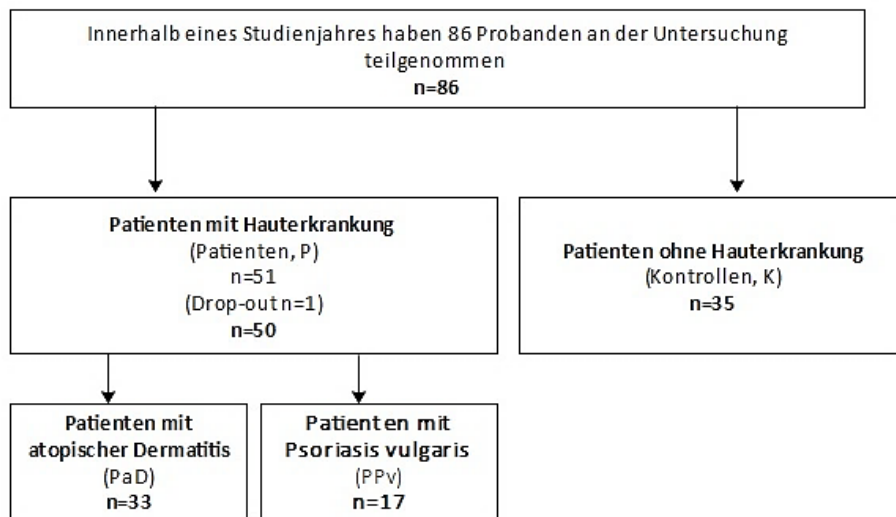 Innerhalb eines Studienjahres haben 86 Probanden an der Untersuchung
teilgenommen
n=86
Patienten mit Hauterkrankung
(Patienten, P)
n=51
(Drop-out n=1)
n=50
Patienten ohne Hauterkrankung
(Kontrollen, K)
n=35
Patienten mit
atopischer Dermatitis
(PaD)
n=33
Patienten mit
Psoriasis vulgaris
(PPv)
n=17